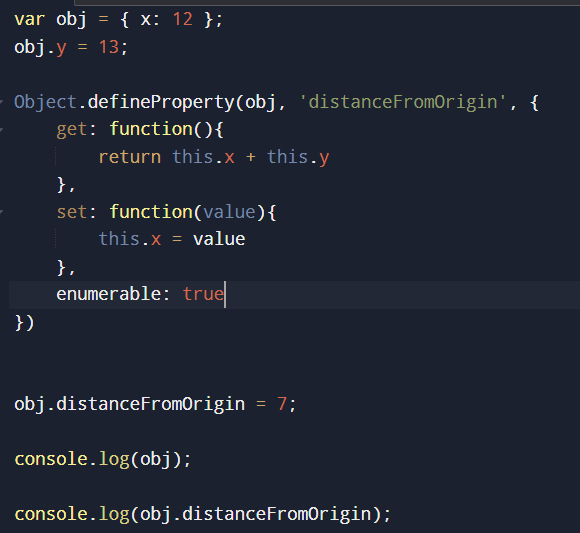 var obj = { x: 12 };
obj.y = 13;
Object.defineProperty(obj, 'distanceFromOrigin', {
    get: function(){
        return this.x + this.y
    },
    set: function(value){
        this.x = value
    },
    enumerable: true
})
obj.distanceFromOrigin = 7;
console.log(obj);
console.log(obj.distanceFromOrigin);